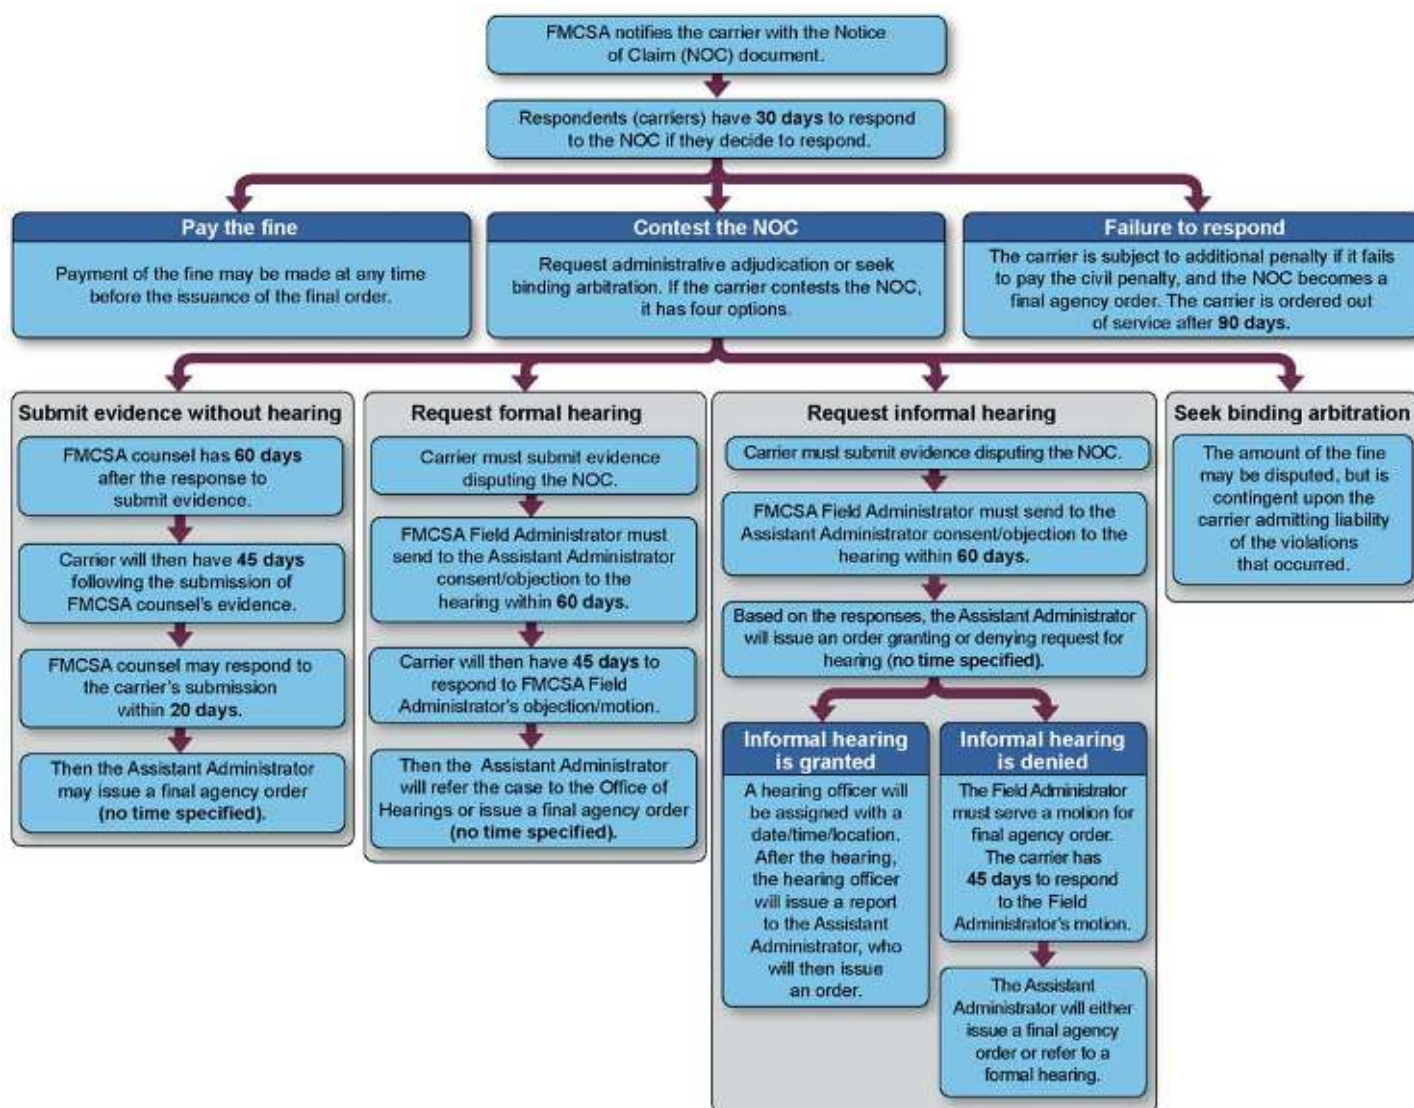 FMCSA notifies the carrier with the Notice
of Claim (NOC) document.
Respondents (carriers) have 30 days to respond
to the NOC if they decide to respond.
Pay the fine
Payment of the fine may be made at any time
before the issuance of the final order.
Contest the NOC
Request administrative adjudication or seek
binding arbitration. If the carrier contests the NOC,
it has four options.
Failure to respond
The carrier is subject to additional penalty if it fails
to pay the civil penalty, and the NOC becomes a
final agency order. The carrier is ordered out
of service after 90 days.
Submit evidence without hearing
FMCSA counsel has 60 days
after the response to
submit evidence.
Carrier will then have 45 days
following the submission of
FMCSA counsel's evidence.
FMCSA counsel may respond to
the carrier's submission
within 20 days.
Then the Assistant Administrator
may issue a final agency order
(no time specified).
Request formal hearing
Carrier must submit evidence
disputing the NOC.
FMCSA Field Administrator must
send to the Assistant Administrator
consent/objection to the
hearing within 60 days.
Carrier will then have 45 days to
respond to FMCSA Field
Administrator's objection/motion.
Then the Assistant Administrator
will refer the case to the Office of
Hearings or issue a final agency order
(no time specified).
Request informal hearing
Carrier must submit evidence disputing the NOC.
FMCSA Field Administrator must send to the
Assistant Administrator consent/objection to the
hearing within 60 days.
Based on the responses, the Assistant Administrator
will issue an order granting or denying request for
hearing (no time specified).
Informal hearing
is granted
A hearing officer will
be assigned with a
date/time/location.
After the hearing,
the hearing officer
will issue a report
to the Assistant
Administrator, who
will then issue
an order.
Informal hearing
is denied
The Field Administrator
must serve a motion for
final agency order.
The carrier has
45 days to respond
to the Field
Administrator's motion.
The Assistant
Administrator will either
issue a final agency
order or refer to a
formal hearing.
Seek binding arbitration
The amount of the fine
may be disputed, but is
contingent upon the
carrier admitting liability
of the violations
that occurred.